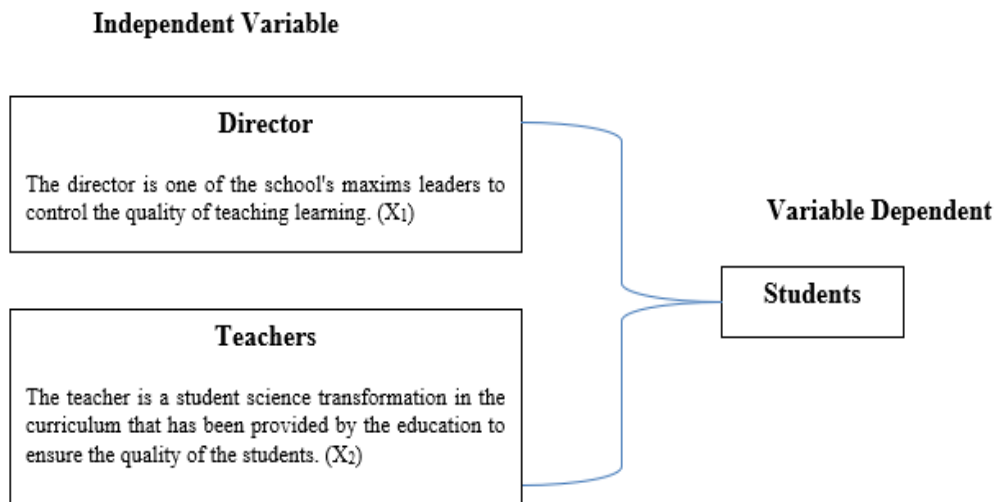 Independent Variable
Director
The director is one of the school's maxims leaders to
control the quality of teaching learning. (X₁)
Variable Dependent
Students
Teachers
The teacher is a student science transformation in the
curriculum that has been provided by the education to
ensure the quality of the students. (X₂)